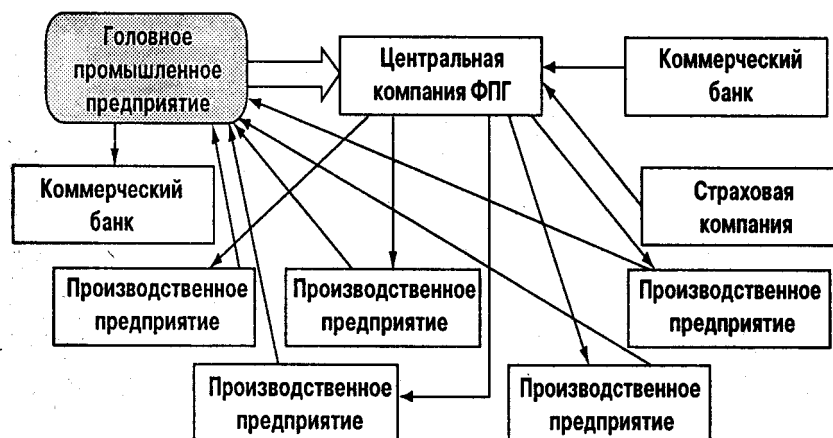 Головное
промышленное
предприятие
Центральная
компания ФПГ
Коммерческий
банк
Коммерческий
банк
Страховая
компания
Производственное
предприятие
Производственное
предприятие
Производственное
предприятие
Производственное
предприятие
Производственное
предприятие